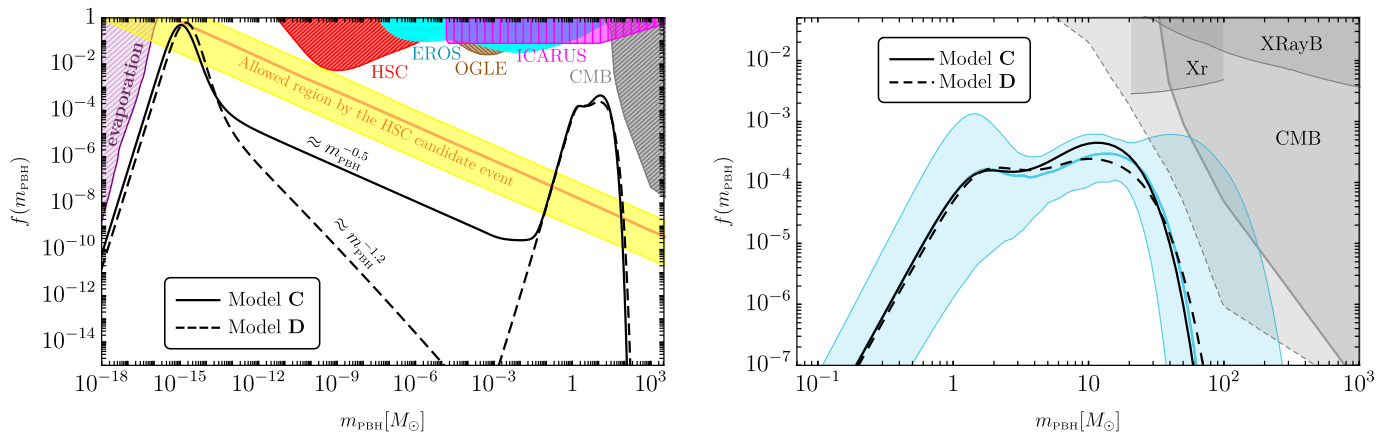 1
10^−2
10^−4
10^−6
10^−8
10^−10
10^−12
10^−14
f(m_PBH)
evaporation
HSC
EROS
OGLE
ICARUS
CMB
Allowed region by the HSC candidate event
≈ m_PBH^−0.5
≈ m_PBH^−1.2
Model C
Model D
10^−18
10^−15
10^−12
10^−9
10^−6
10^−3
1
10^3
m_PBH[M_⊙]
10^−2
10^−3
10^−4
10^−5
10^−6
10^−7
f(m_PBH)
Model C
Model D
XRayB
Xr
CMB
10^−1
1
10
10^2
10^3
m_PBH[M_⊙]